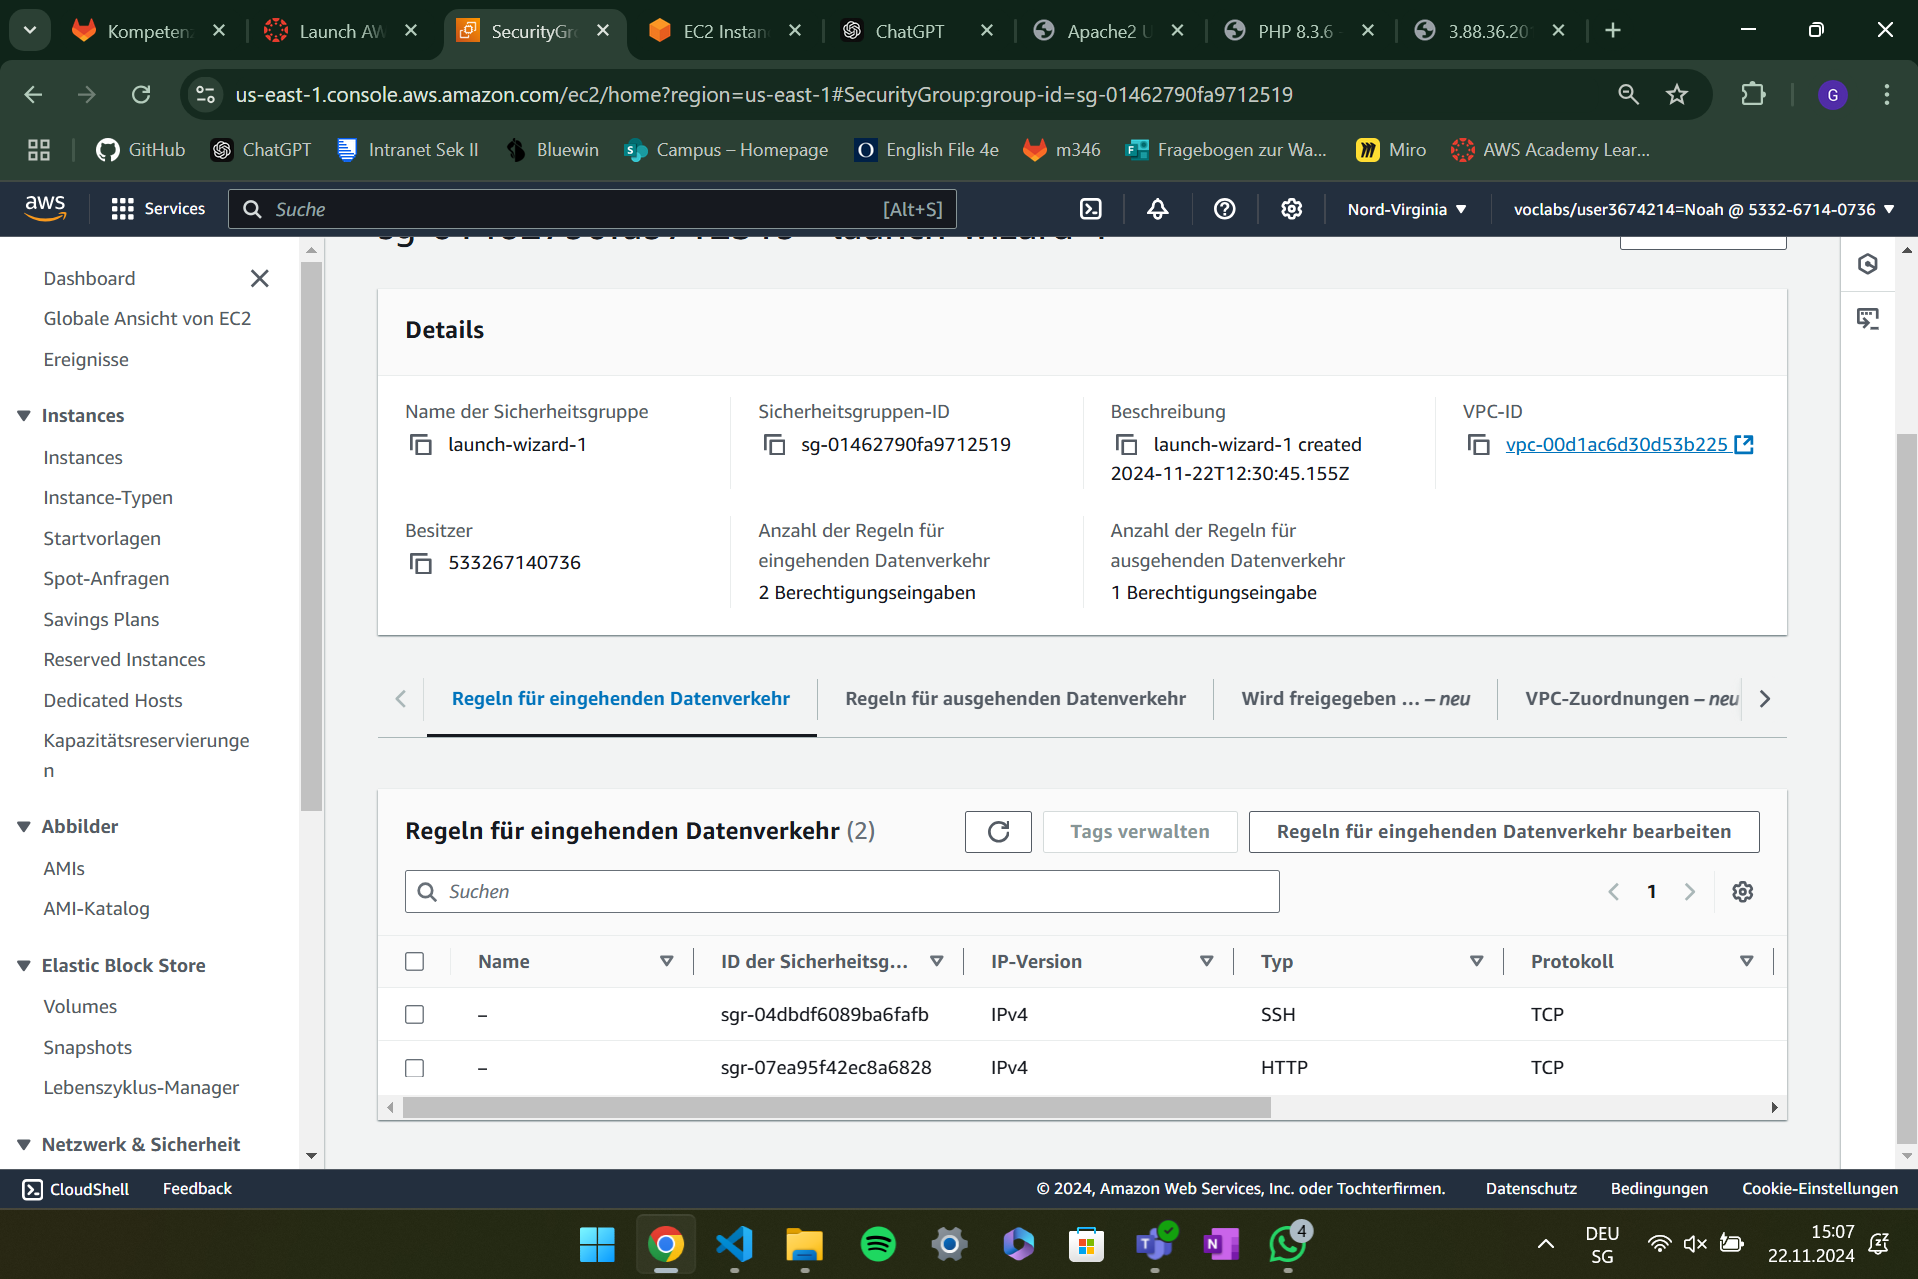 Kompeten
Launch AW
SecurityGr
EC2 Instan
ChatGPT
Apache2 U
PHP 8.3.6
3.88.36.20
us-east-1.console.aws.amazon.com/ec2/home?region=us-east-1#SecurityGroup:group-id=sg-01462790fa9712519
G
GitHub
ChatGPT
Intranet Sek II
Bluewin
Campus – Homepage
English File 4e
m346
Fragebogen zur Wa...
Miro
AWS Academy Lear...
aws
Services
Suche
[Alt+S]
Nord-Virginia
voclabs/user3674214=Noah @ 5332-6714-0736
Dashboard
Globale Ansicht von EC2
Ereignisse
Instances
Instances
Instance-Typen
Startvorlagen
Spot-Anfragen
Savings Plans
Reserved Instances
Dedicated Hosts
Kapazitätsreservierunge
n
Abbilder
AMIs
AMI-Katalog
Elastic Block Store
Volumes
Snapshots
Lebenszyklus-Manager
Netzwerk & Sicherheit
Details
Name der Sicherheitsgruppe
launch-wizard-1
Sicherheitsgruppen-ID
sg-01462790fa9712519
Beschreibung
launch-wizard-1 created
2024-11-22T12:30:45.155Z
VPC-ID
vpc-00d1ac6d30d53b225
Besitzer
533267140736
Anzahl der Regeln für
eingehenden Datenverkehr
2 Berechtigungseingaben
Anzahl der Regeln für
ausgehenden Datenverkehr
1 Berechtigungseingabe
Regeln für eingehenden Datenverkehr
Regeln für ausgehenden Datenverkehr
Wird freigegeben ... – neu
VPC-Zuordnungen – neu
Regeln für eingehenden Datenverkehr (2)
Tags verwalten
Regeln für eingehenden Datenverkehr bearbeiten
Suchen
1
Name
ID der Sicherheitsg...
IP-Version
Typ
Protokoll
– sgr-04dbdf6089ba6fafb IPv4 SSH TCP
– sgr-07ea95f42ec8a6828 IPv4 HTTP TCP
CloudShell
Feedback
© 2024, Amazon Web Services, Inc. oder Tochterfirmen.
Datenschutz
Bedingungen
Cookie-Einstellungen
4
DEU
SG
15:07
22.11.2024